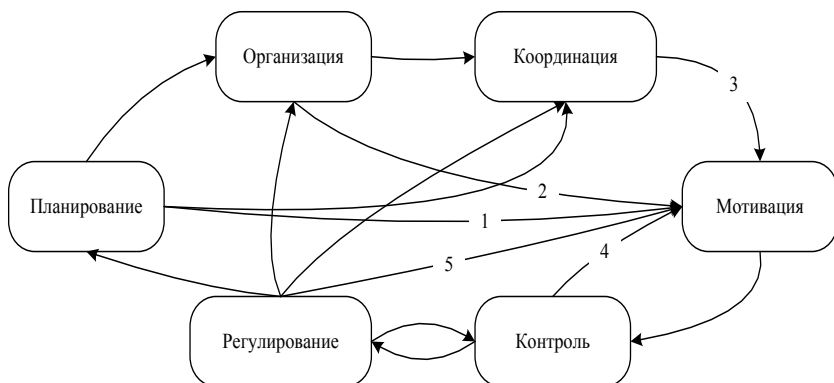 Организация
Координация
3
Планирование
2
Мотивация
1
5
4
Регулирование
Контроль